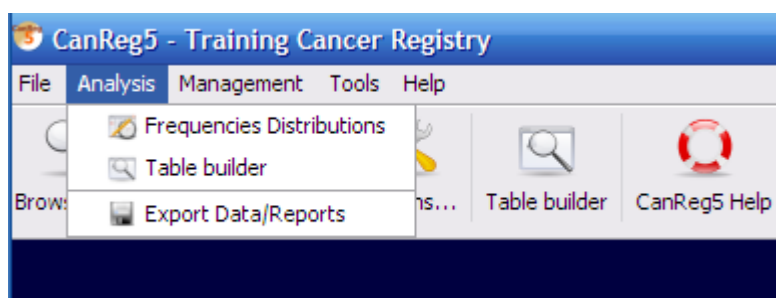 CanReg5 - Training Cancer Registry
File Analysis Management Tools Help
Frequencies Distributions
Table builder
Export Data/Reports
Table builder CanReg5 Help